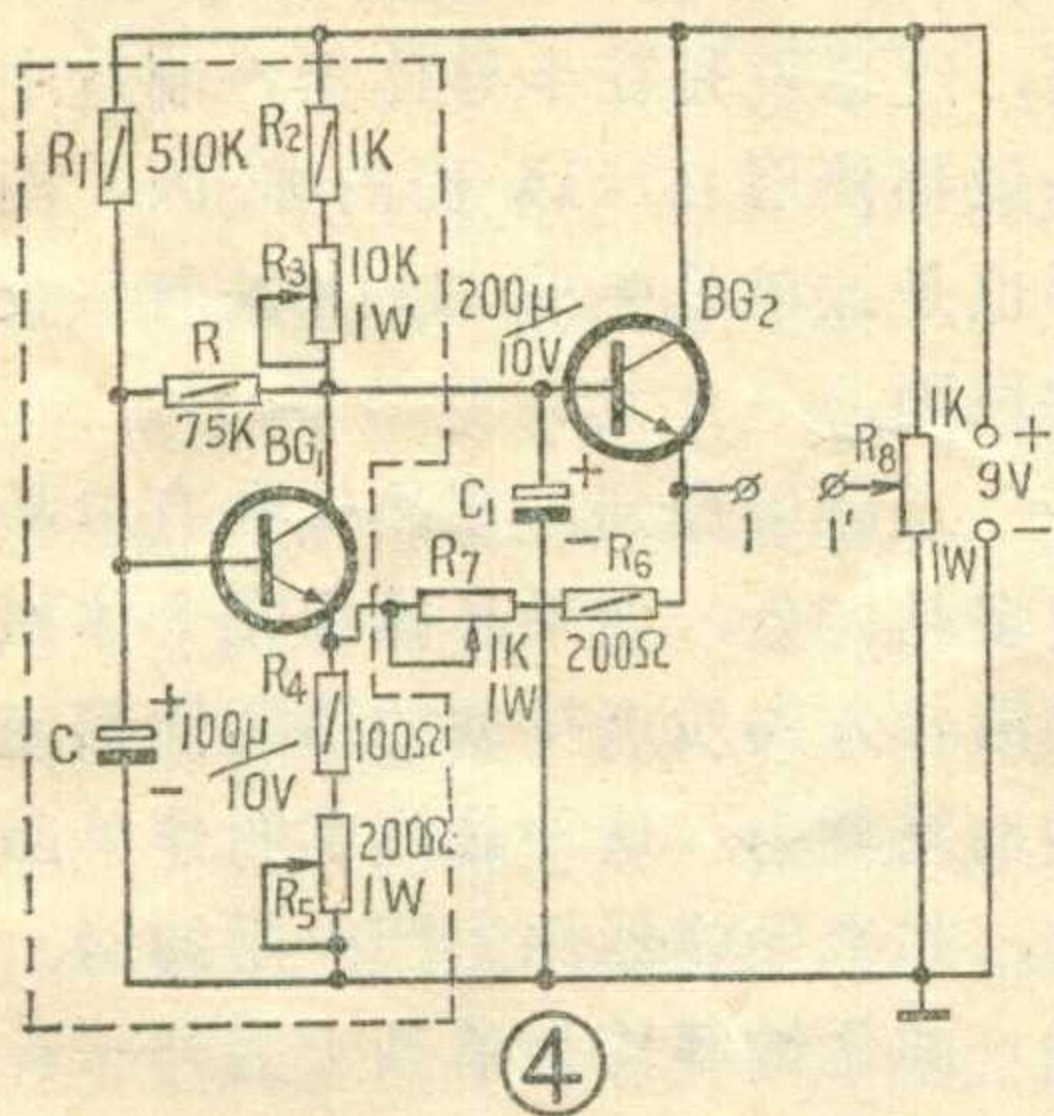 R1 510K
R2 1K
R3 10K 1W
R 75K
200μ/10V
BG2
BG1
C1 + -
1 1'
R8 1K 1W
+ 9V -
R7 1K 1W
R6 200Ω
R4 100Ω
C + - 100μ/10V
R5 200Ω 1W
④